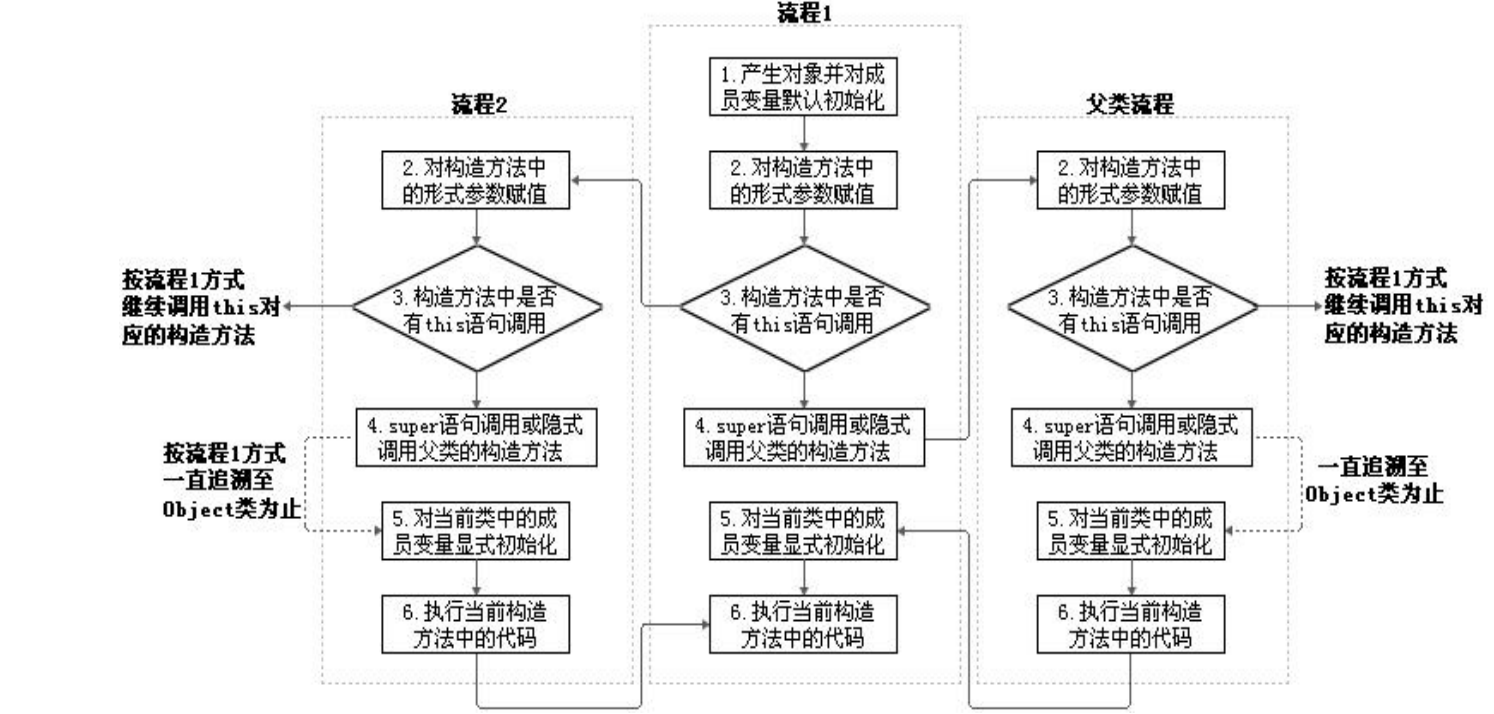 流程1
1.产生对象并对成
员变量默认初始化
2.对构造方法中
的形式参数赋值
3.构造方法中是否
有this语句调用
4.super语句调用或隐式
调用父类的构造方法
5.对当前类中的成
员变量显式初始化
6.执行当前构造
方法中的代码
流程2
2.对构造方法中
的形式参数赋值
3.构造方法中是否
有this语句调用
按流程1方式
继续调用this对
应的构造方法
4.super语句调用或隐式
调用父类的构造方法
按流程1方式
一直追溯至
Object类为止
5.对当前类中的成
员变量显式初始化
6.执行当前构造
方法中的代码
父类流程
2.对构造方法中
的形式参数赋值
3.构造方法中是否
有this语句调用
按流程1方式
继续调用this对
应的构造方法
4.super语句调用或隐式
调用父类的构造方法
一直追溯至
Object类为止
5.对当前类中的成
员变量显式初始化
6.执行当前构造
方法中的代码